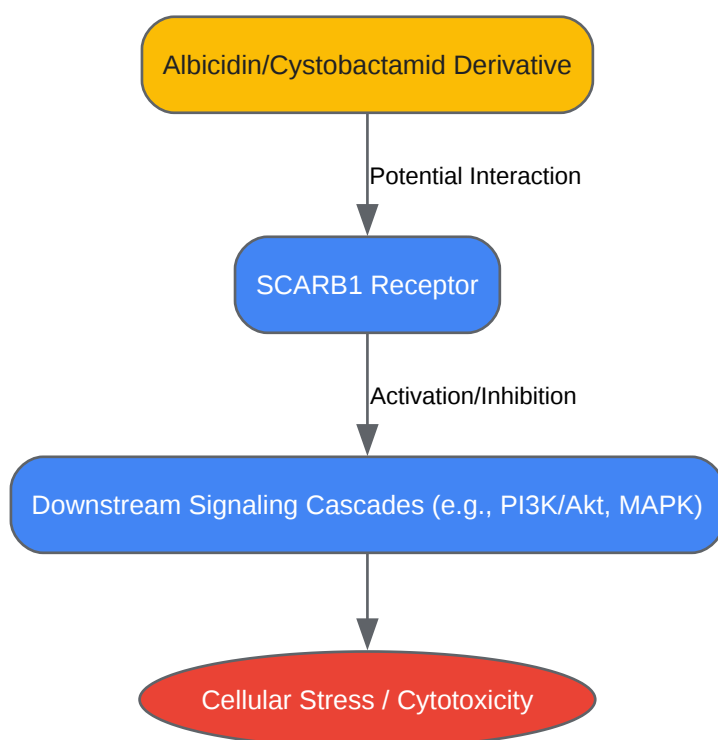 Albicidin/Cystobactamid Derivative
Potential Interaction
SCARB1 Receptor
Activation/Inhibition
Downstream Signaling Cascades (e.g., PI3K/Akt, MAPK)
Cellular Stress / Cytotoxicity